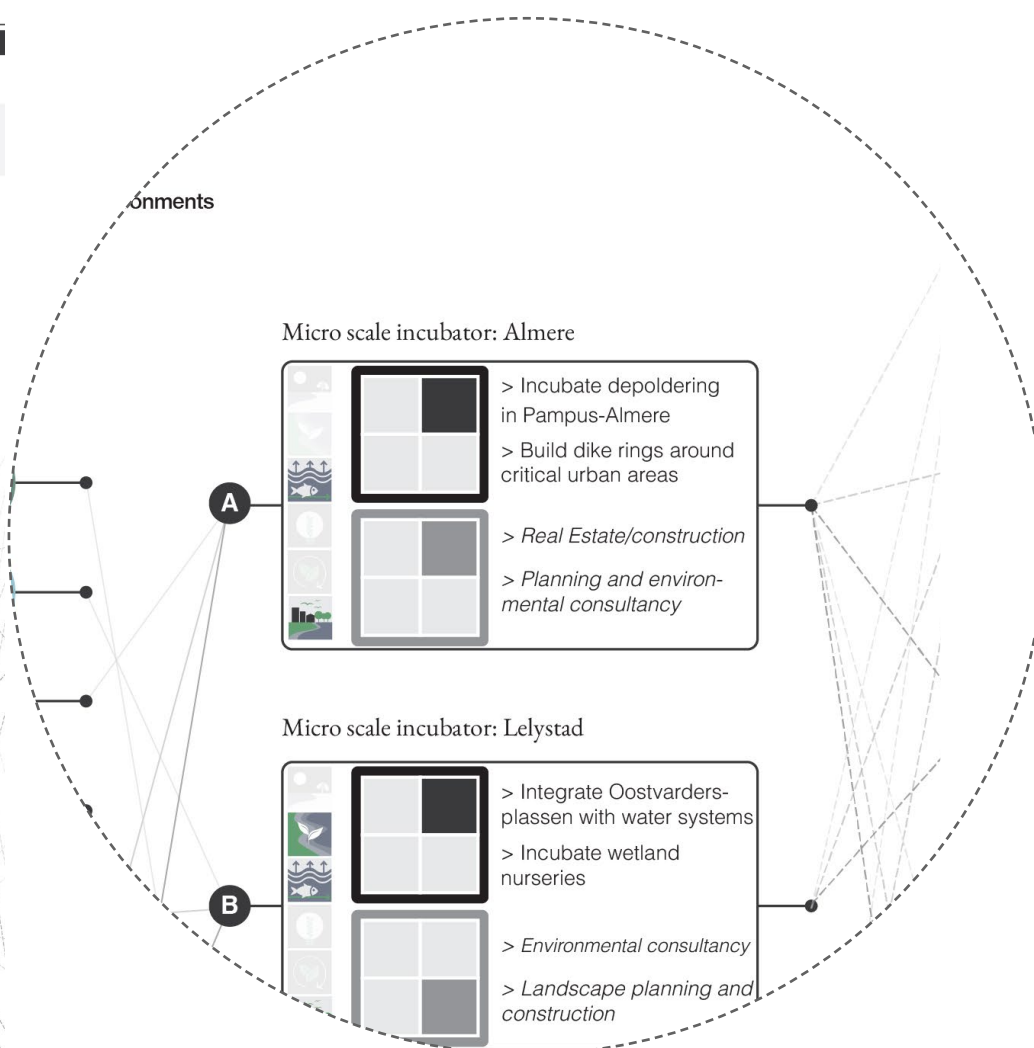 onments
Micro scale incubator: Almere
> Incubate depoldering
in Pampus-Almere
> Build dike rings around
critical urban areas
A
> Real Estate/construction
> Planning and environ-
mental consultancy
Micro scale incubator: Lelystad
> Integrate Oostvarders-
plassen with water systems
> Incubate wetland
nurseries
B
> Environmental consultancy
> Landscape planning and
construction